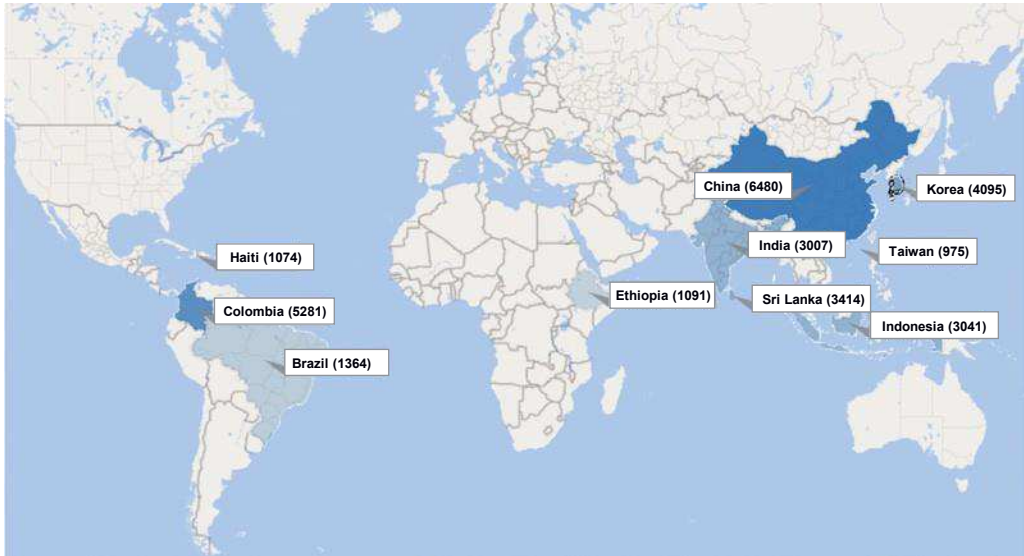 China (6480)
Korea (4095)
India (3007)
Taiwan (975)
Haiti (1074)
Ethiopia (1091)
Sri Lanka (3414)
Colombia (5281)
Indonesia (3041)
Brazil (1364)